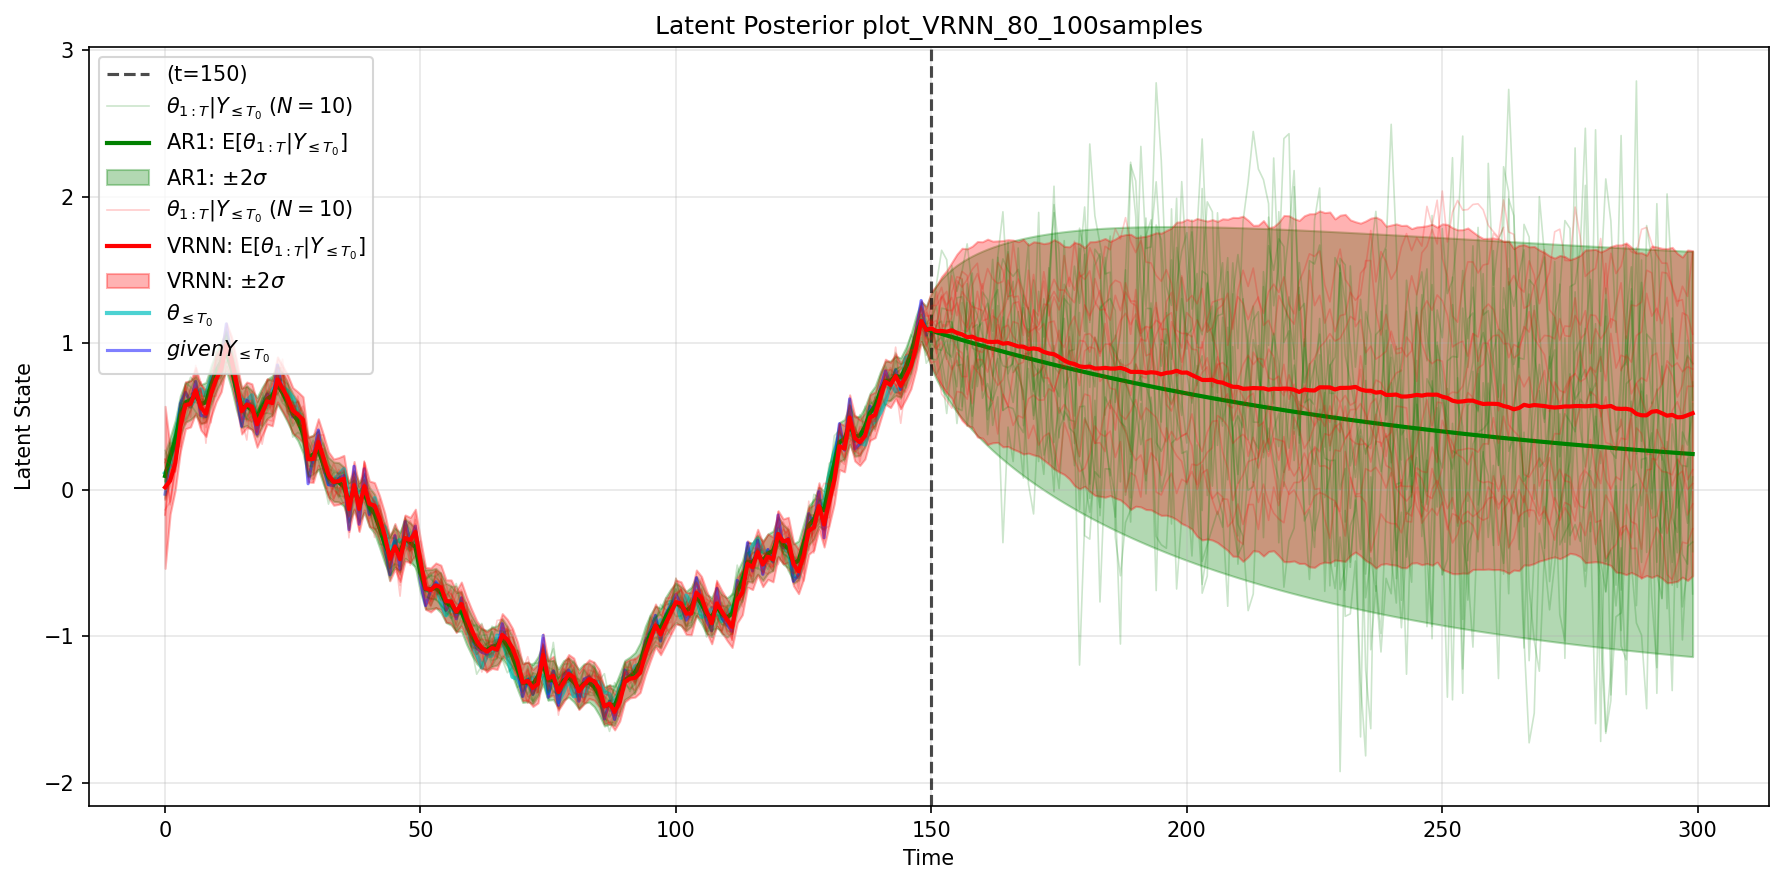 Latent Posterior plot_VRNN_80_100samples
3
2
1
0
−1
−2
Latent State
(t=150)
θ₁:T|Y≤T₀ (N = 10)
AR1: E[θ₁:T|Y≤T₀]
AR1: ±2σ
θ₁:T|Y≤T₀ (N = 10)
VRNN: E[θ₁:T|Y≤T₀]
VRNN: ±2σ
θ≤T₀
givenY≤T₀
0 50 100 150 200 250 300
Time